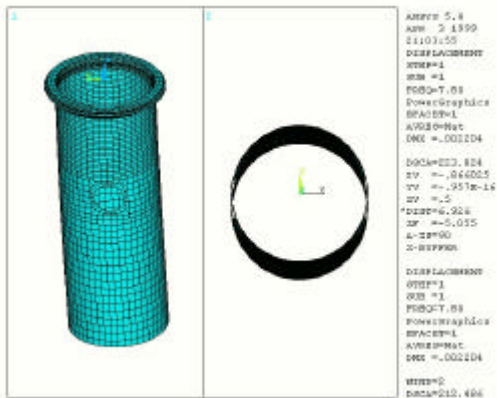 1
2
ANSYS 5.4
APR 3 1999
21:03:55
DISPLACEMENT
STEP=1
SUB =1
FREQ=7.88
PowerGraphics
EFACET=1
AVRES=Mat
DMX =.002204
XV =-.866025
YV =-.957E-16
ZV =.5
*DIST=6.926
ZF =-5.055
A-ZS=90
Z-BUFFER
DISPLACEMENT
STEP=1
SUB =1
FREQ=7.88
PowerGraphics
EFACET=1
AVRES=Mat
DMX =.002204
WIND=2
DSCA=212.486
Y
X